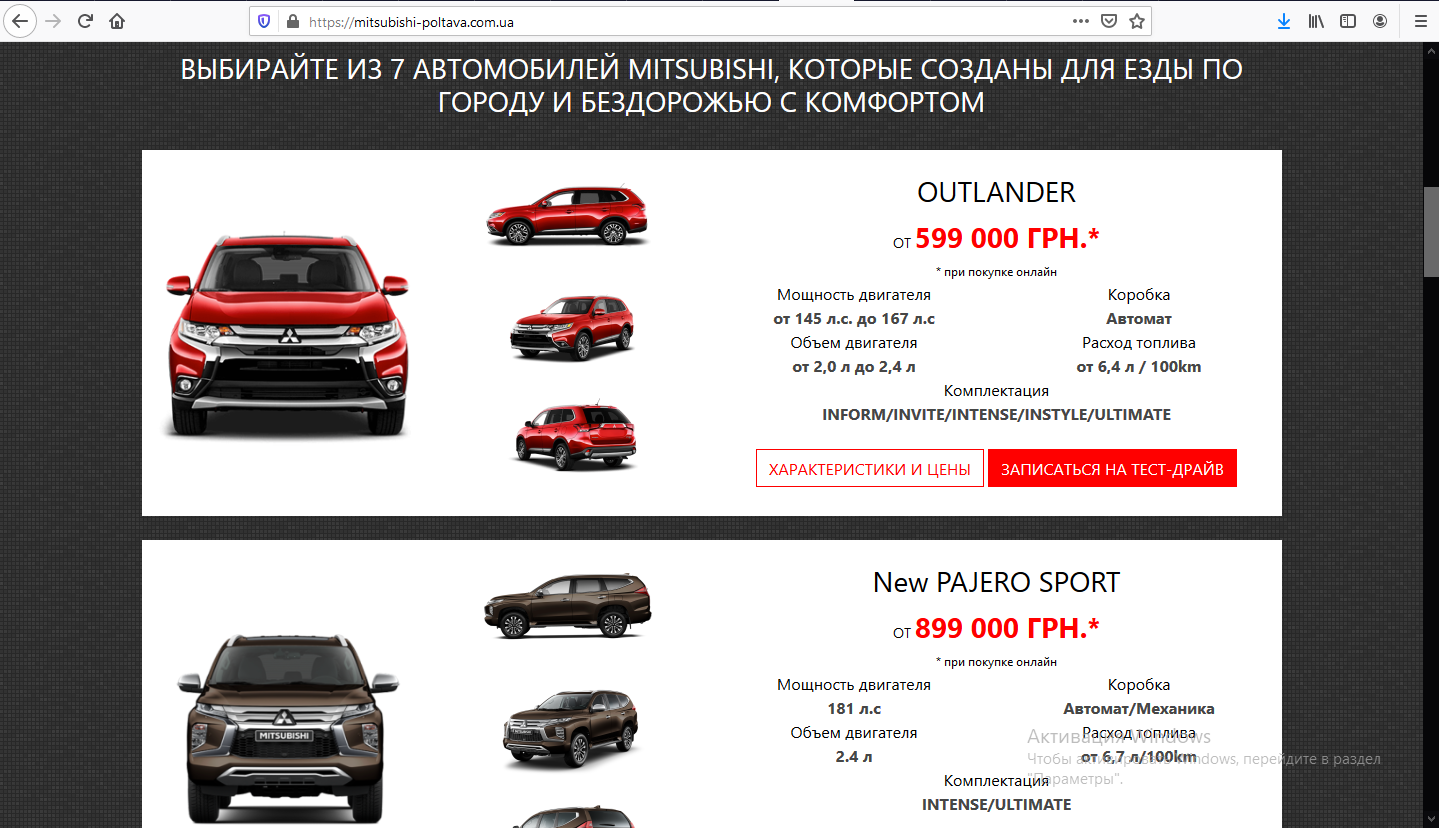 https://mitsubishi-poltava.com.ua
ВЫБИРАЙТЕ ИЗ 7 АВТОМОБИЛЕЙ MITSUBISHI, КОТОРЫЕ СОЗДАНЫ ДЛЯ ЕЗДЫ ПО
ГОРОДУ И БЕЗДОРОЖЬЮ С КОМФОРТОМ
OUTLANDER
ОТ 599 000 ГРН.*
* при покупке онлайн
Мощность двигателя
от 145 л.с. до 167 л.с
Коробка
Автомат
Объем двигателя
от 2,0 л до 2,4 л
Расход топлива
от 6,4 л / 100km
Комплектация
INFORM/INVITE/INTENSE/INSTYLE/ULTIMATE
ХАРАКТЕРИСТИКИ И ЦЕНЫ
ЗАПИСАТЬСЯ НА ТЕСТ-ДРАЙВ
New PAJERO SPORT
ОТ 899 000 ГРН.*
* при покупке онлайн
Мощность двигателя
181 л.с
Коробка
Автомат/Механика
Объем двигателя
2.4 л
Расход топлива
от 6,7 л/100km
Комплектация
INTENSE/ULTIMATE
MITSUBISHI
Активация Windows
Чтобы активировать Windows, перейдите в раздел
"Параметры".